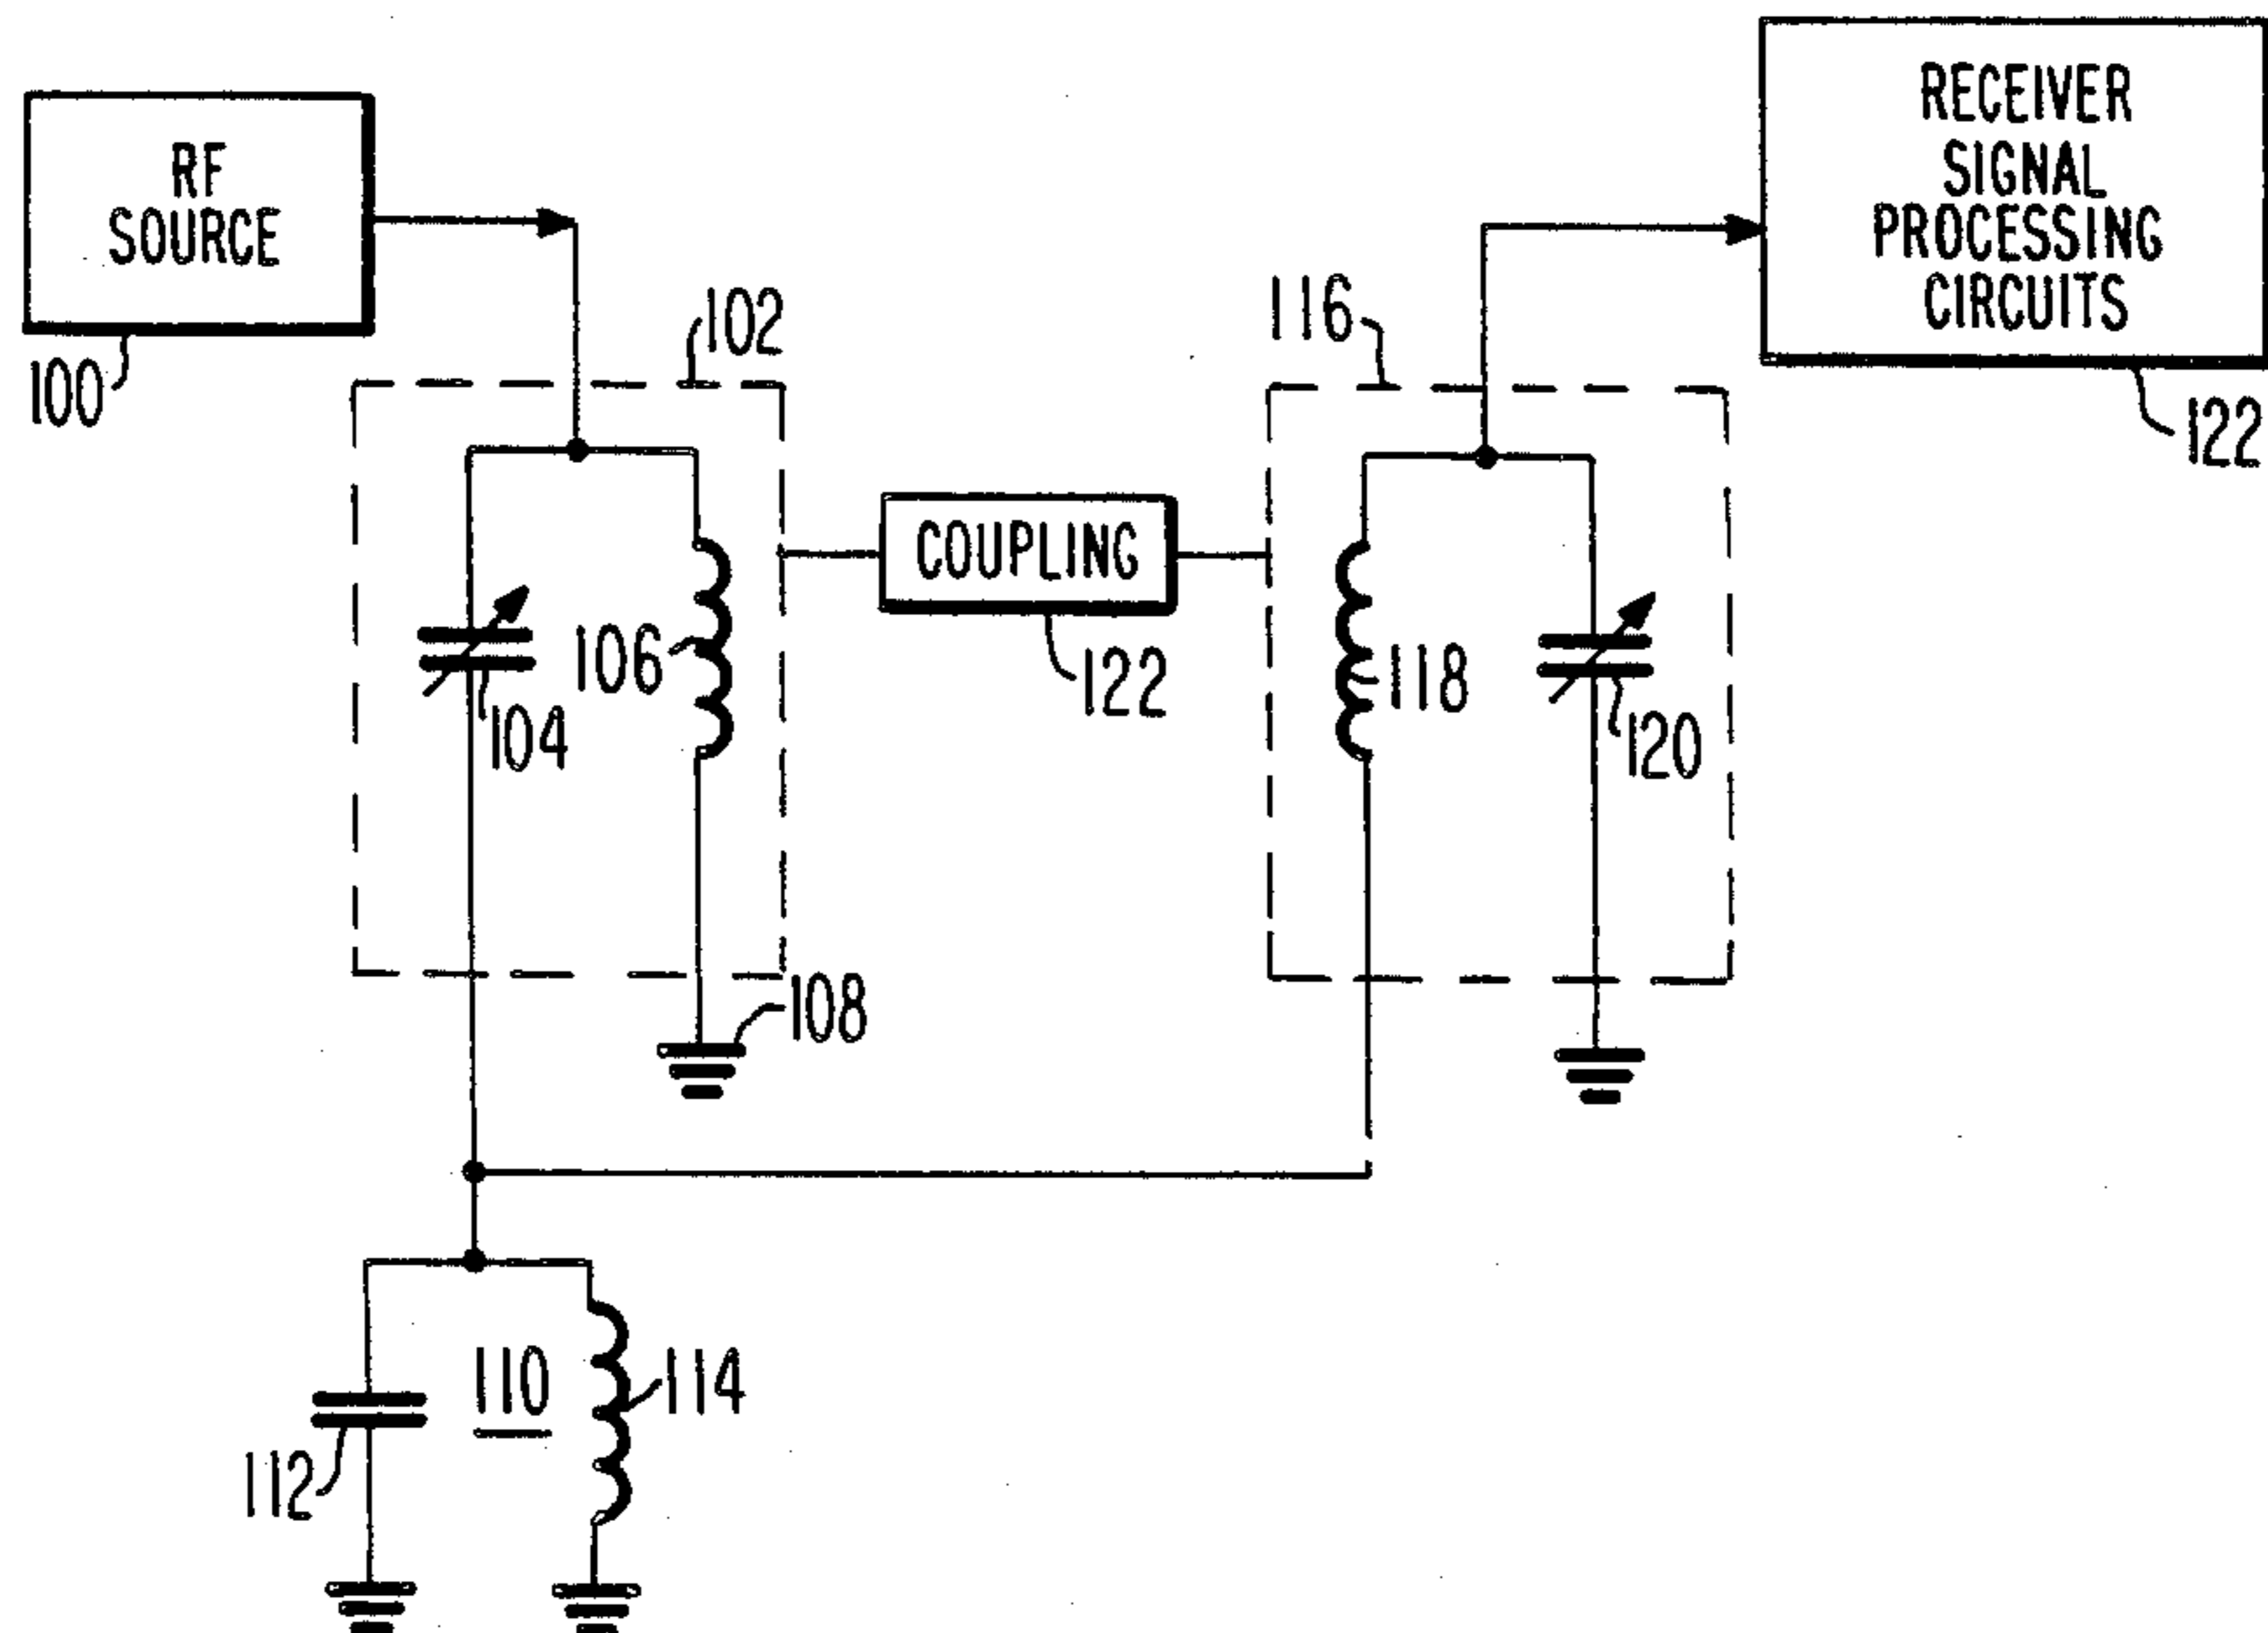 RF
SOURCE
100
102
104
106
108
COUPLING
122
116
118
120
RECEIVER
SIGNAL
PROCESSING
CIRCUITS
122
110
112
114